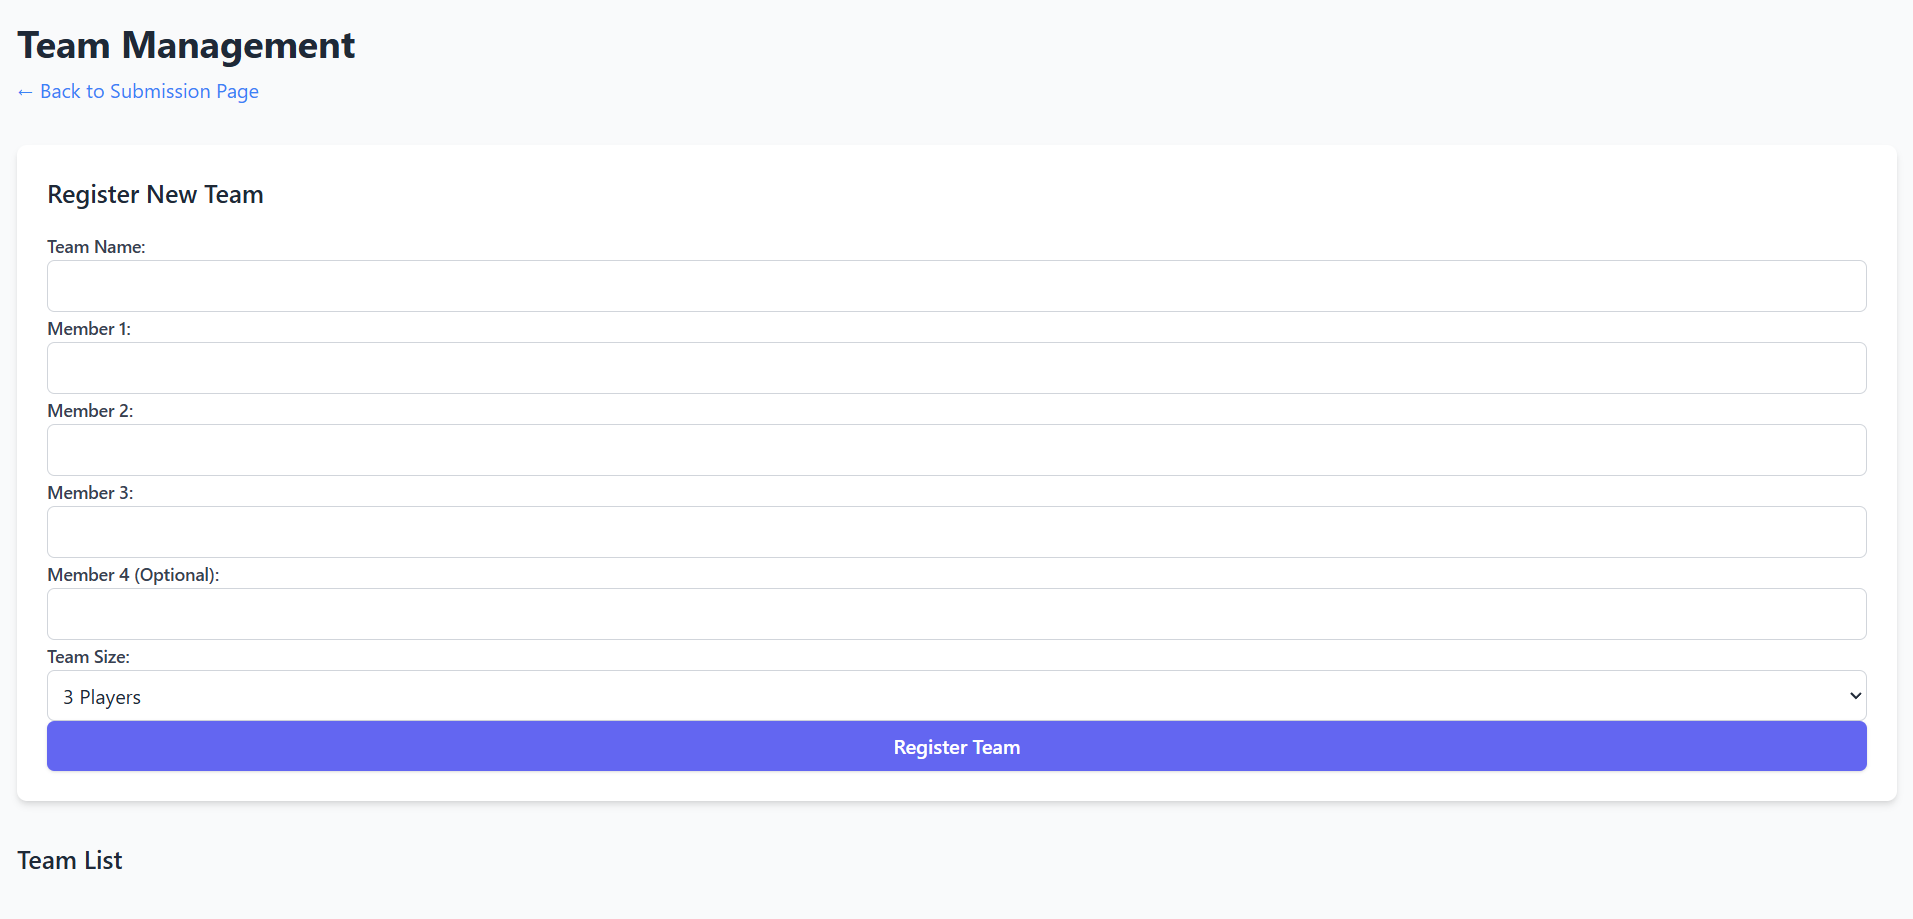 Team Management
← Back to Submission Page
Register New Team
Team Name:
Member 1:
Member 2:
Member 3:
Member 4 (Optional):
Team Size:
3 Players
Register Team
Team List